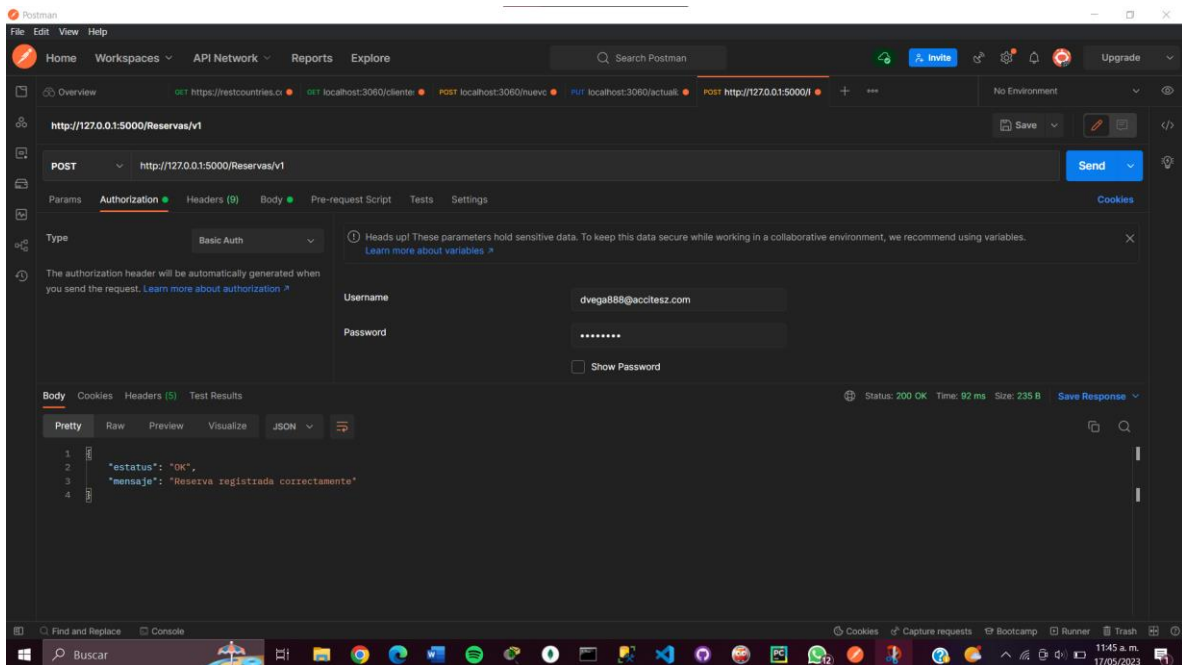 Postman
File Edit View Help
Home Workspaces API Network Reports Explore Search Postman Invite Upgrade
Overview GET https://restcountries.cc GET localhost:3060/cliente POST localhost:3060/nuevc PUT localhost:3060/actuali: POST http://127.0.0.1:5000/ No Environment
http://127.0.0.1:5000/Reservas/v1 Save
POST http://127.0.0.1:5000/Reservas/v1 Send
Params Authorization Headers (9) Body Pre-request Script Tests Settings Cookies
Type Basic Auth
Heads up! These parameters hold sensitive data. To keep this data secure while working in a collaborative environment, we recommend using variables.
Learn more about variables
The authorization header will be automatically generated when
you send the request. Learn more about authorization
Username dvega888@accitesz.com
Password ••••••••
Show Password
Body Cookies Headers (5) Test Results Status: 200 OK Time: 92 ms Size: 235 B Save Response
Pretty Raw Preview Visualize JSON
1 {
2 "estatus": "OK",
3 "mensaje": "Reserva registrada correctamente"
4 }
Find and Replace Console Cookies Capture requests Bootcamp Runner Trash
Buscar 11:45 a. m.
17/05/2023